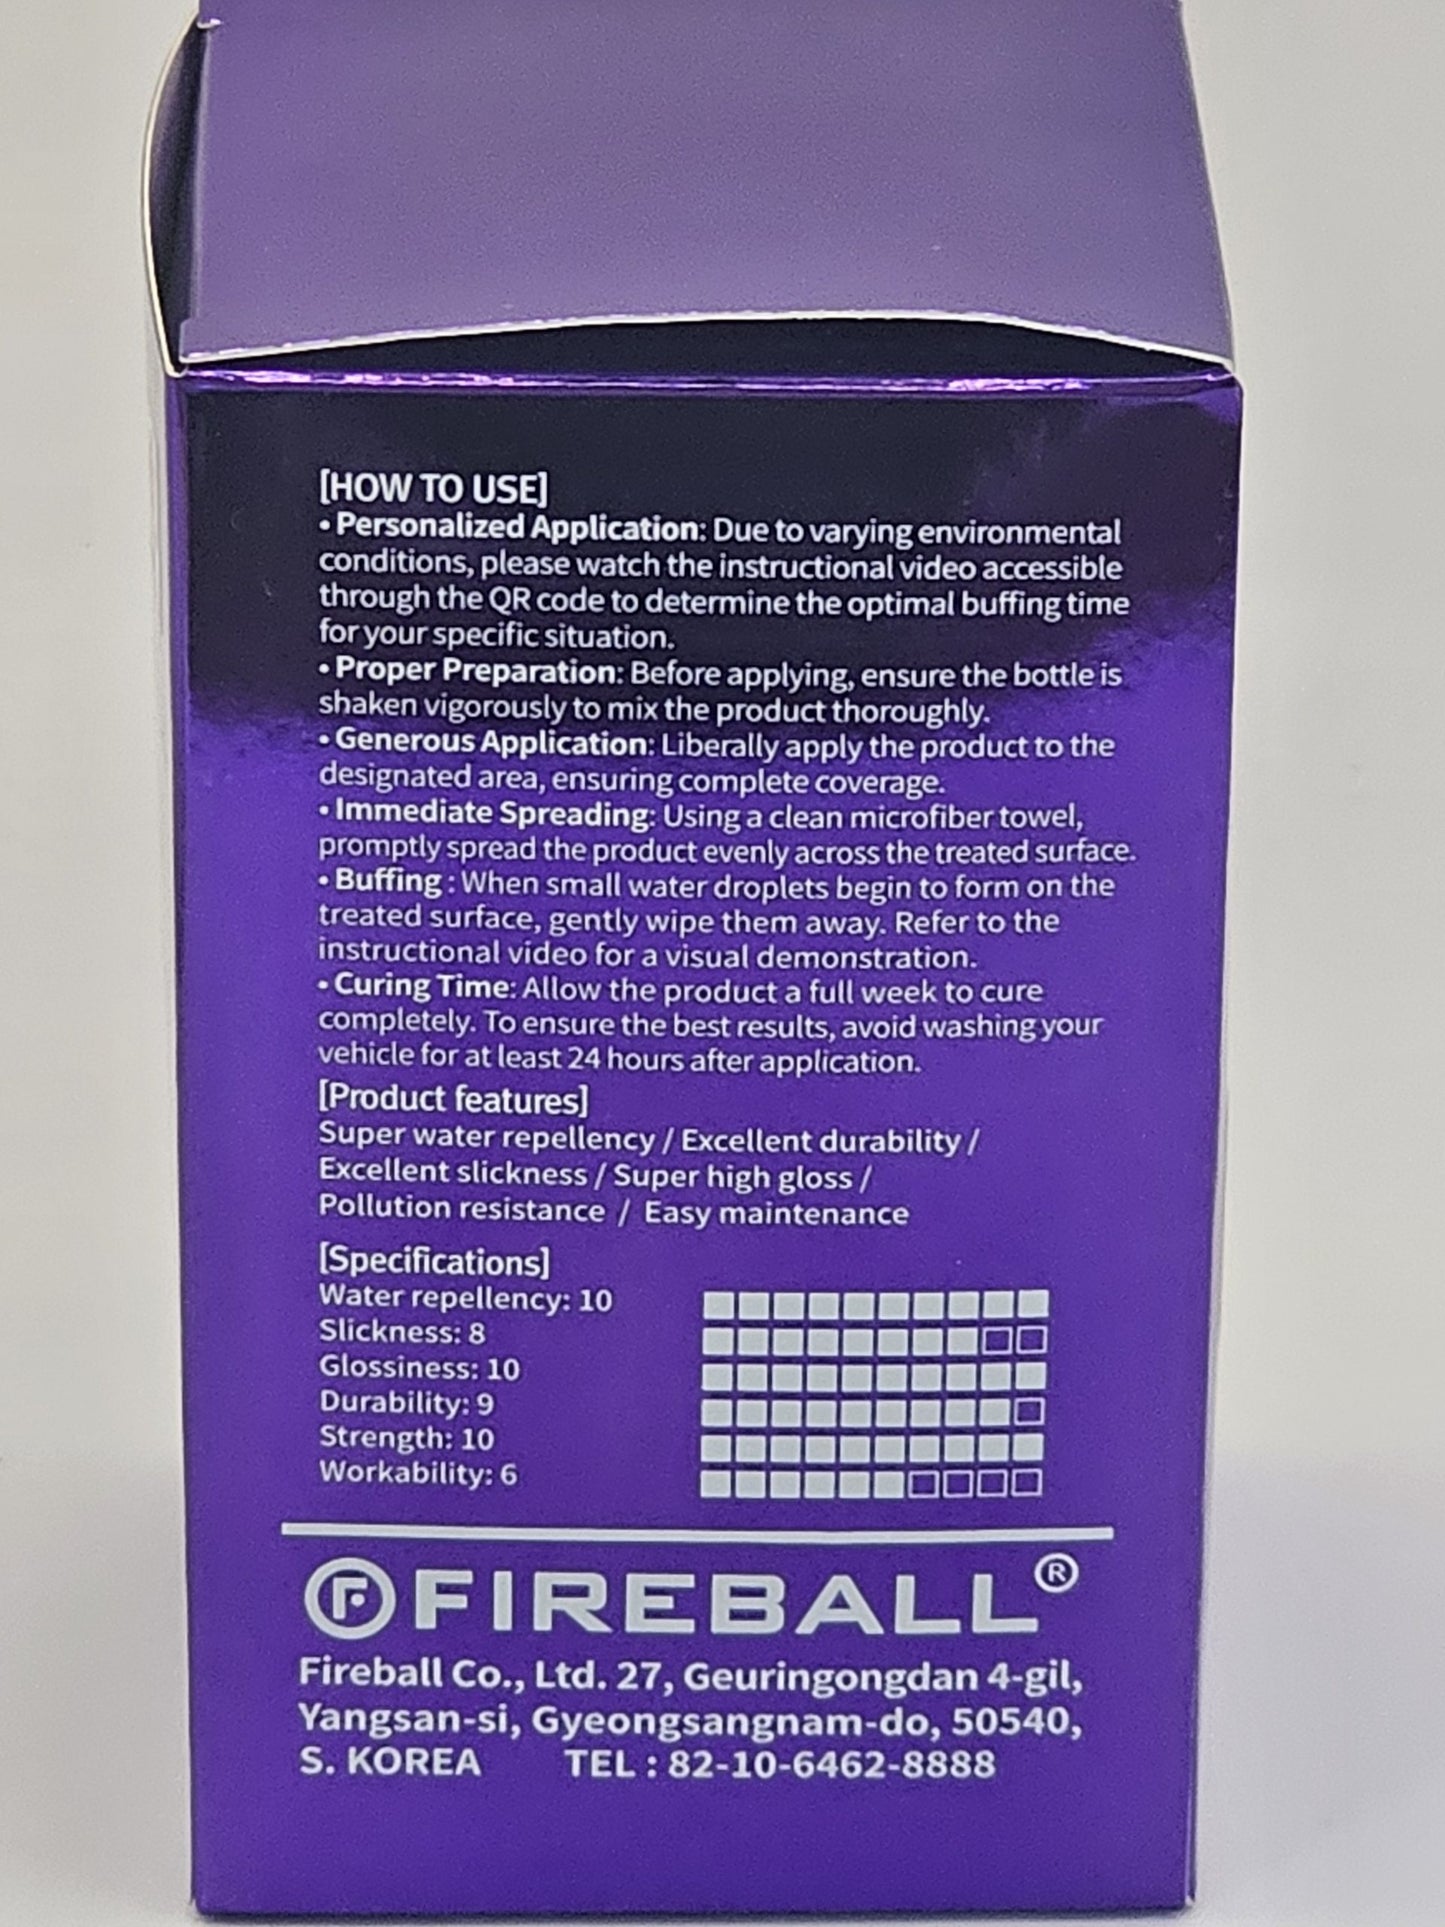 [HOW TO USE]
• Personalized Application: Due to varying environmental
conditions, please watch the instructional video accessible
through the QR code to determine the optimal buffing time
for your specific situation.
• Proper Preparation: Before applying, ensure the bottle is
shaken vigorously to mix the product thoroughly.
• Generous Application: Liberally apply the product to the
designated area, ensuring complete coverage.
• Immediate Spreading: Using a clean microfiber towel,
promptly spread the product evenly across the treated surface.
• Buffing : When small water droplets begin to form on the
treated surface, gently wipe them away. Refer to the
instructional video for a visual demonstration.
• Curing Time: Allow the product a full week to cure
completely. To ensure the best results, avoid washing your
vehicle for at least 24 hours after application.
[Product features]
Super water repellency / Excellent durability /
Excellent slickness / Super high gloss /
Pollution resistance / Easy maintenance
[Specifications]
Water repellency: 10
Slickness: 8
Glossiness: 10
Durability: 9
Strength: 10
Workability: 6
F FIREBALL®
Fireball Co., Ltd. 27, Geuringongdan 4-gil,
Yangsan-si, Gyeongsangnam-do, 50540,
S. KOREA TEL : 82-10-6462-8888